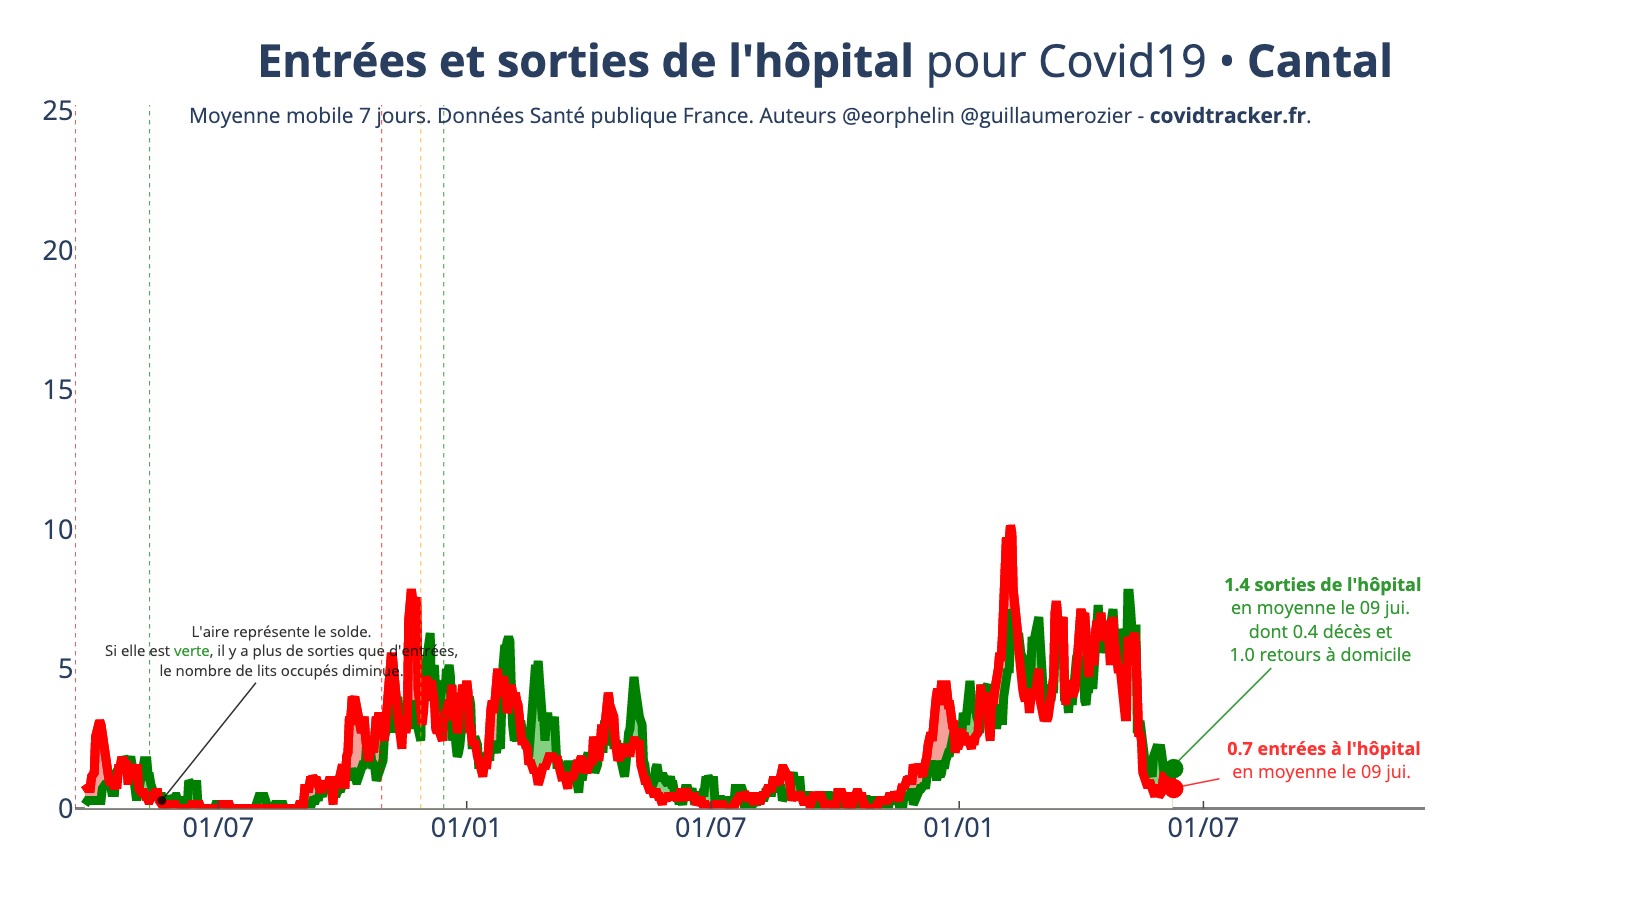 Entrées et sorties de l'hôpital pour Covid19 • Cantal
Moyenne mobile 7 jours. Données Santé publique France. Auteurs @eorphelin @guillaumerozier - covidtracker.fr.
25
20
15
10
5
0
L'aire représente le solde.
Si elle est verte, il y a plus de sorties que d'entrées,
le nombre de lits occupés diminue.
1.4 sorties de l'hôpital
en moyenne le 09 jui.
dont 0.4 décès et
1.0 retours à domicile
0.7 entrées à l'hôpital
en moyenne le 09 jui.
01/07
01/01
01/07
01/01
01/07